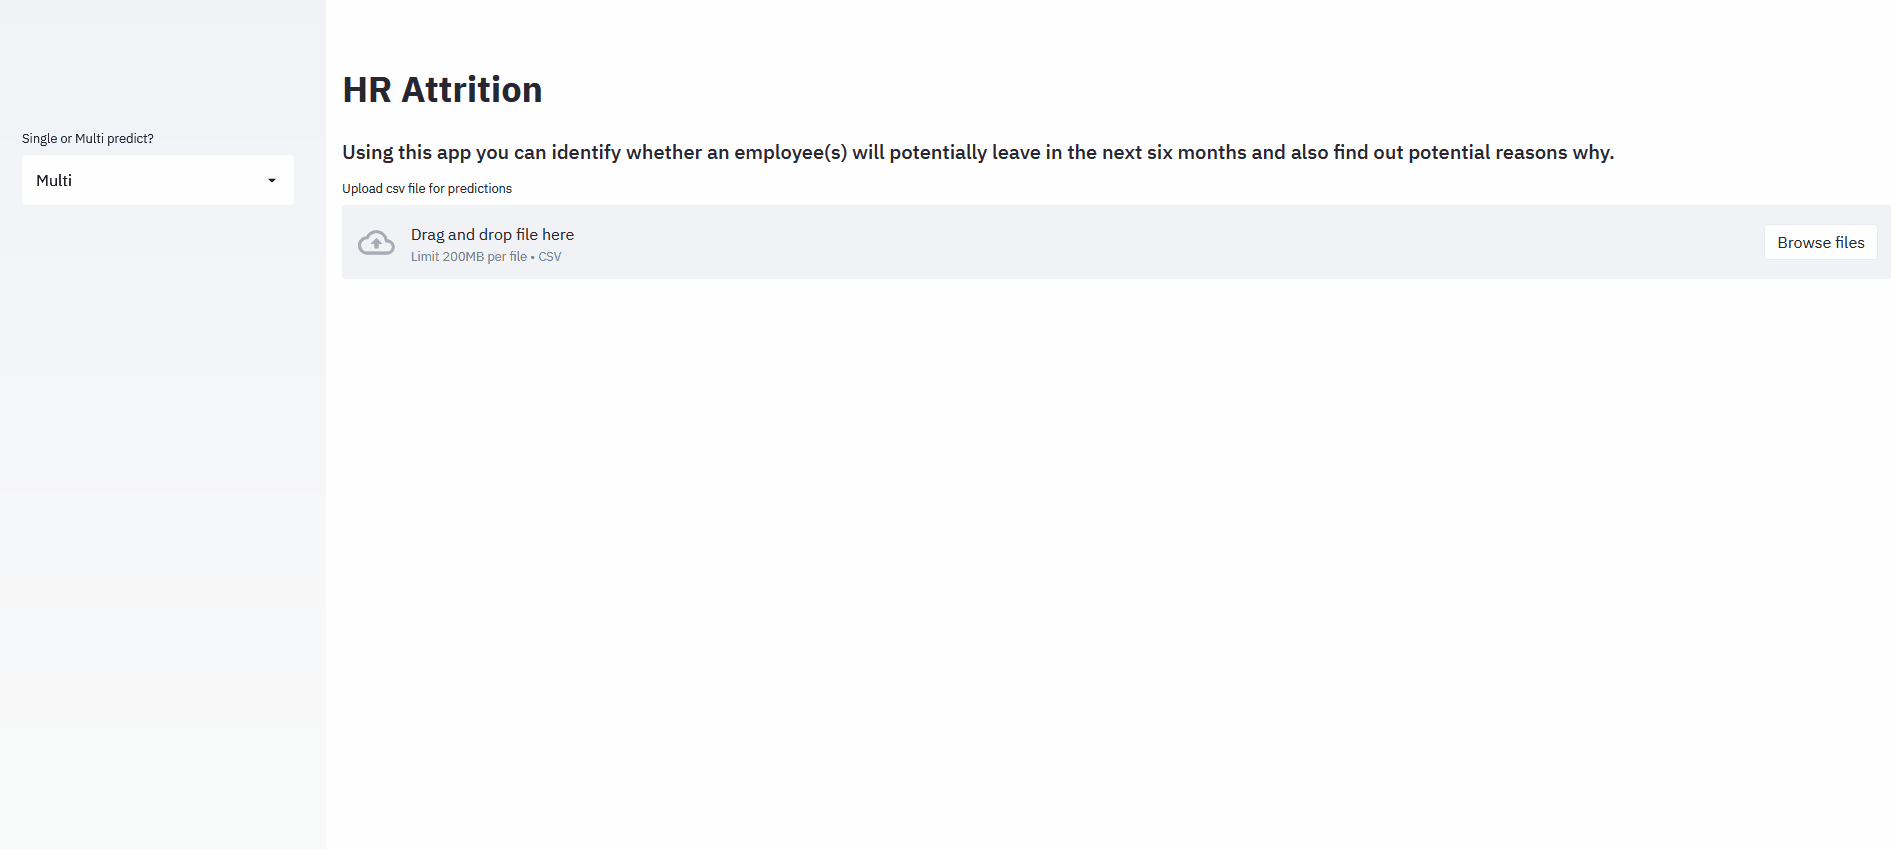 Single or Multi predict?
Multi
HR Attrition
Using this app you can identify whether an employee(s) will potentially leave in the next six months and also find out potential reasons why.
Upload csv file for predictions
Drag and drop file here
Limit 200MB per file • CSV
Browse files